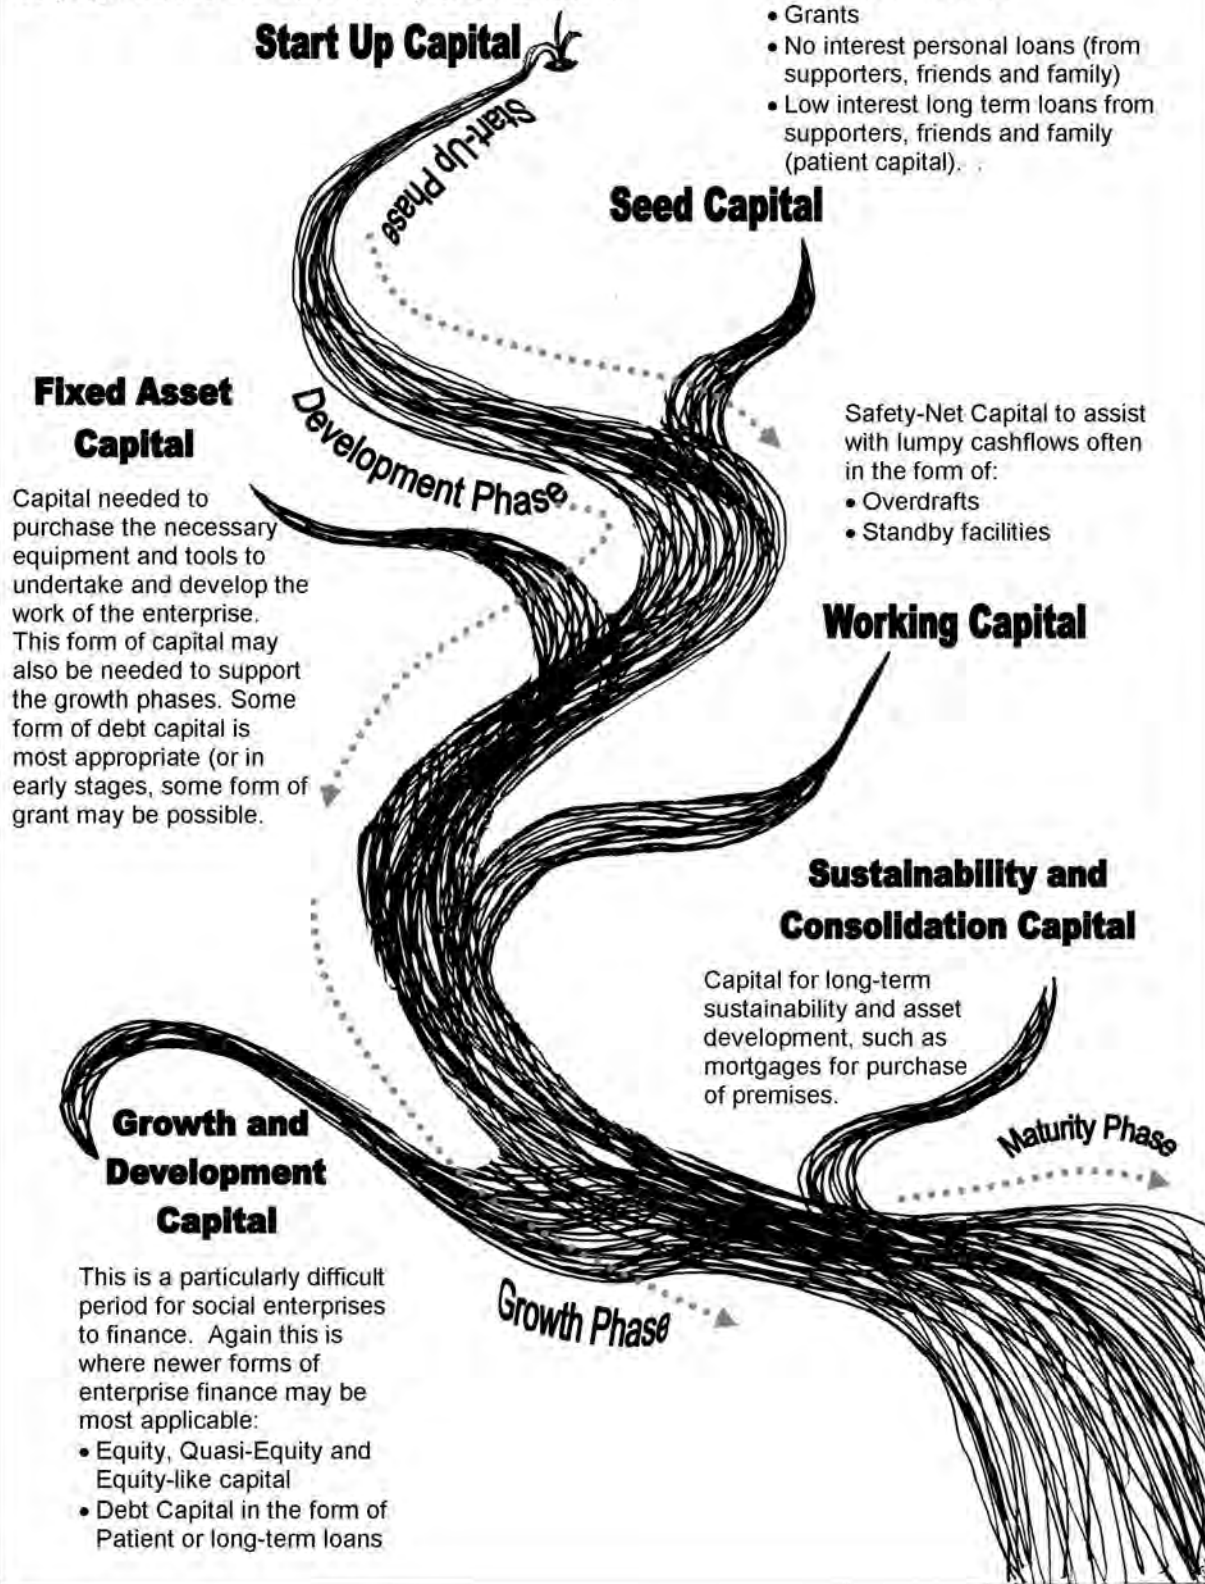 Start Up Capital
• Grants
• No interest personal loans (from
supporters, friends and family)
• Low interest long term loans from
supporters, friends and family
(patient capital). .
Start-Up Phase
Seed Capital
Fixed Asset
Capital
Capital needed to
purchase the necessary
equipment and tools to
undertake and develop the
work of the enterprise.
This form of capital may
also be needed to support
the growth phases. Some
form of debt capital is
most appropriate (or in
early stages, some form of
grant may be possible.
Development Phase
Safety-Net Capital to assist
with lumpy cashflows often
in the form of:
• Overdrafts
• Standby facilities
Working Capital
Sustainability and
Consolidation Capital
Capital for long-term
sustainability and asset
development, such as
mortgages for purchase
of premises.
Maturity Phase
Growth and
Development
Capital
This is a particularly difficult
period for social enterprises
to finance. Again this is
where newer forms of
enterprise finance may be
most applicable:
• Equity, Quasi-Equity and
Equity-like capital
• Debt Capital in the form of
Patient or long-term loans
Growth Phase